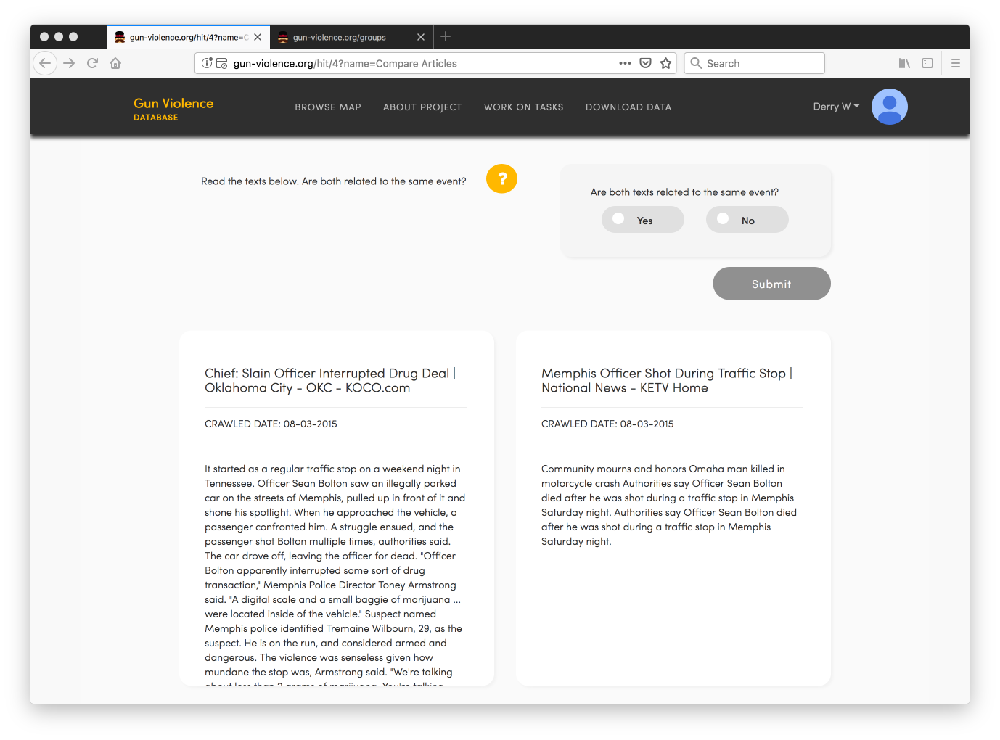 gun-violence.org/hit/4?name=C
gun-violence.org/groups
gun-violence.org/hit/4?name=Compare Articles
Search
Gun Violence
DATABASE
BROWSE MAP
ABOUT PROJECT
WORK ON TASKS
DOWNLOAD DATA
Derry W
Read the texts below. Are both related to the same event?
?
Are both texts related to the same event?
Yes
No
Submit
Chief: Slain Officer Interrupted Drug Deal |
Oklahoma City - OKC - KOCO.com
CRAWLED DATE: 08-03-2015
It started as a regular traffic stop on a weekend night in
Tennessee. Officer Sean Bolton saw an illegally parked
car on the streets of Memphis, pulled up in front of it and
shone his spotlight. When he approached the vehicle, a
passenger confronted him. A struggle ensued, and the
passenger shot Bolton multiple times, authorities said.
The car drove off, leaving the officer for dead. "Officer
Bolton apparently interrupted some sort of drug
transaction," Memphis Police Director Toney Armstrong
said. "A digital scale and a small baggie of marijuana ...
were located inside of the vehicle." Suspect named
Memphis police identified Tremaine Wilbourn, 29, as the
suspect. He is on the run, and considered armed and
dangerous. The violence was senseless given how
mundane the stop was, Armstrong said. "We're talking
about less than 2 grams of marijuana. You're talking
Memphis Officer Shot During Traffic Stop |
National News - KETV Home
CRAWLED DATE: 08-03-2015
Community mourns and honors Omaha man killed in
motorcycle crash Authorities say Officer Sean Bolton
died after he was shot during a traffic stop in Memphis
Saturday night. Authorities say Officer Sean Bolton died
after he was shot during a traffic stop in Memphis
Saturday night.